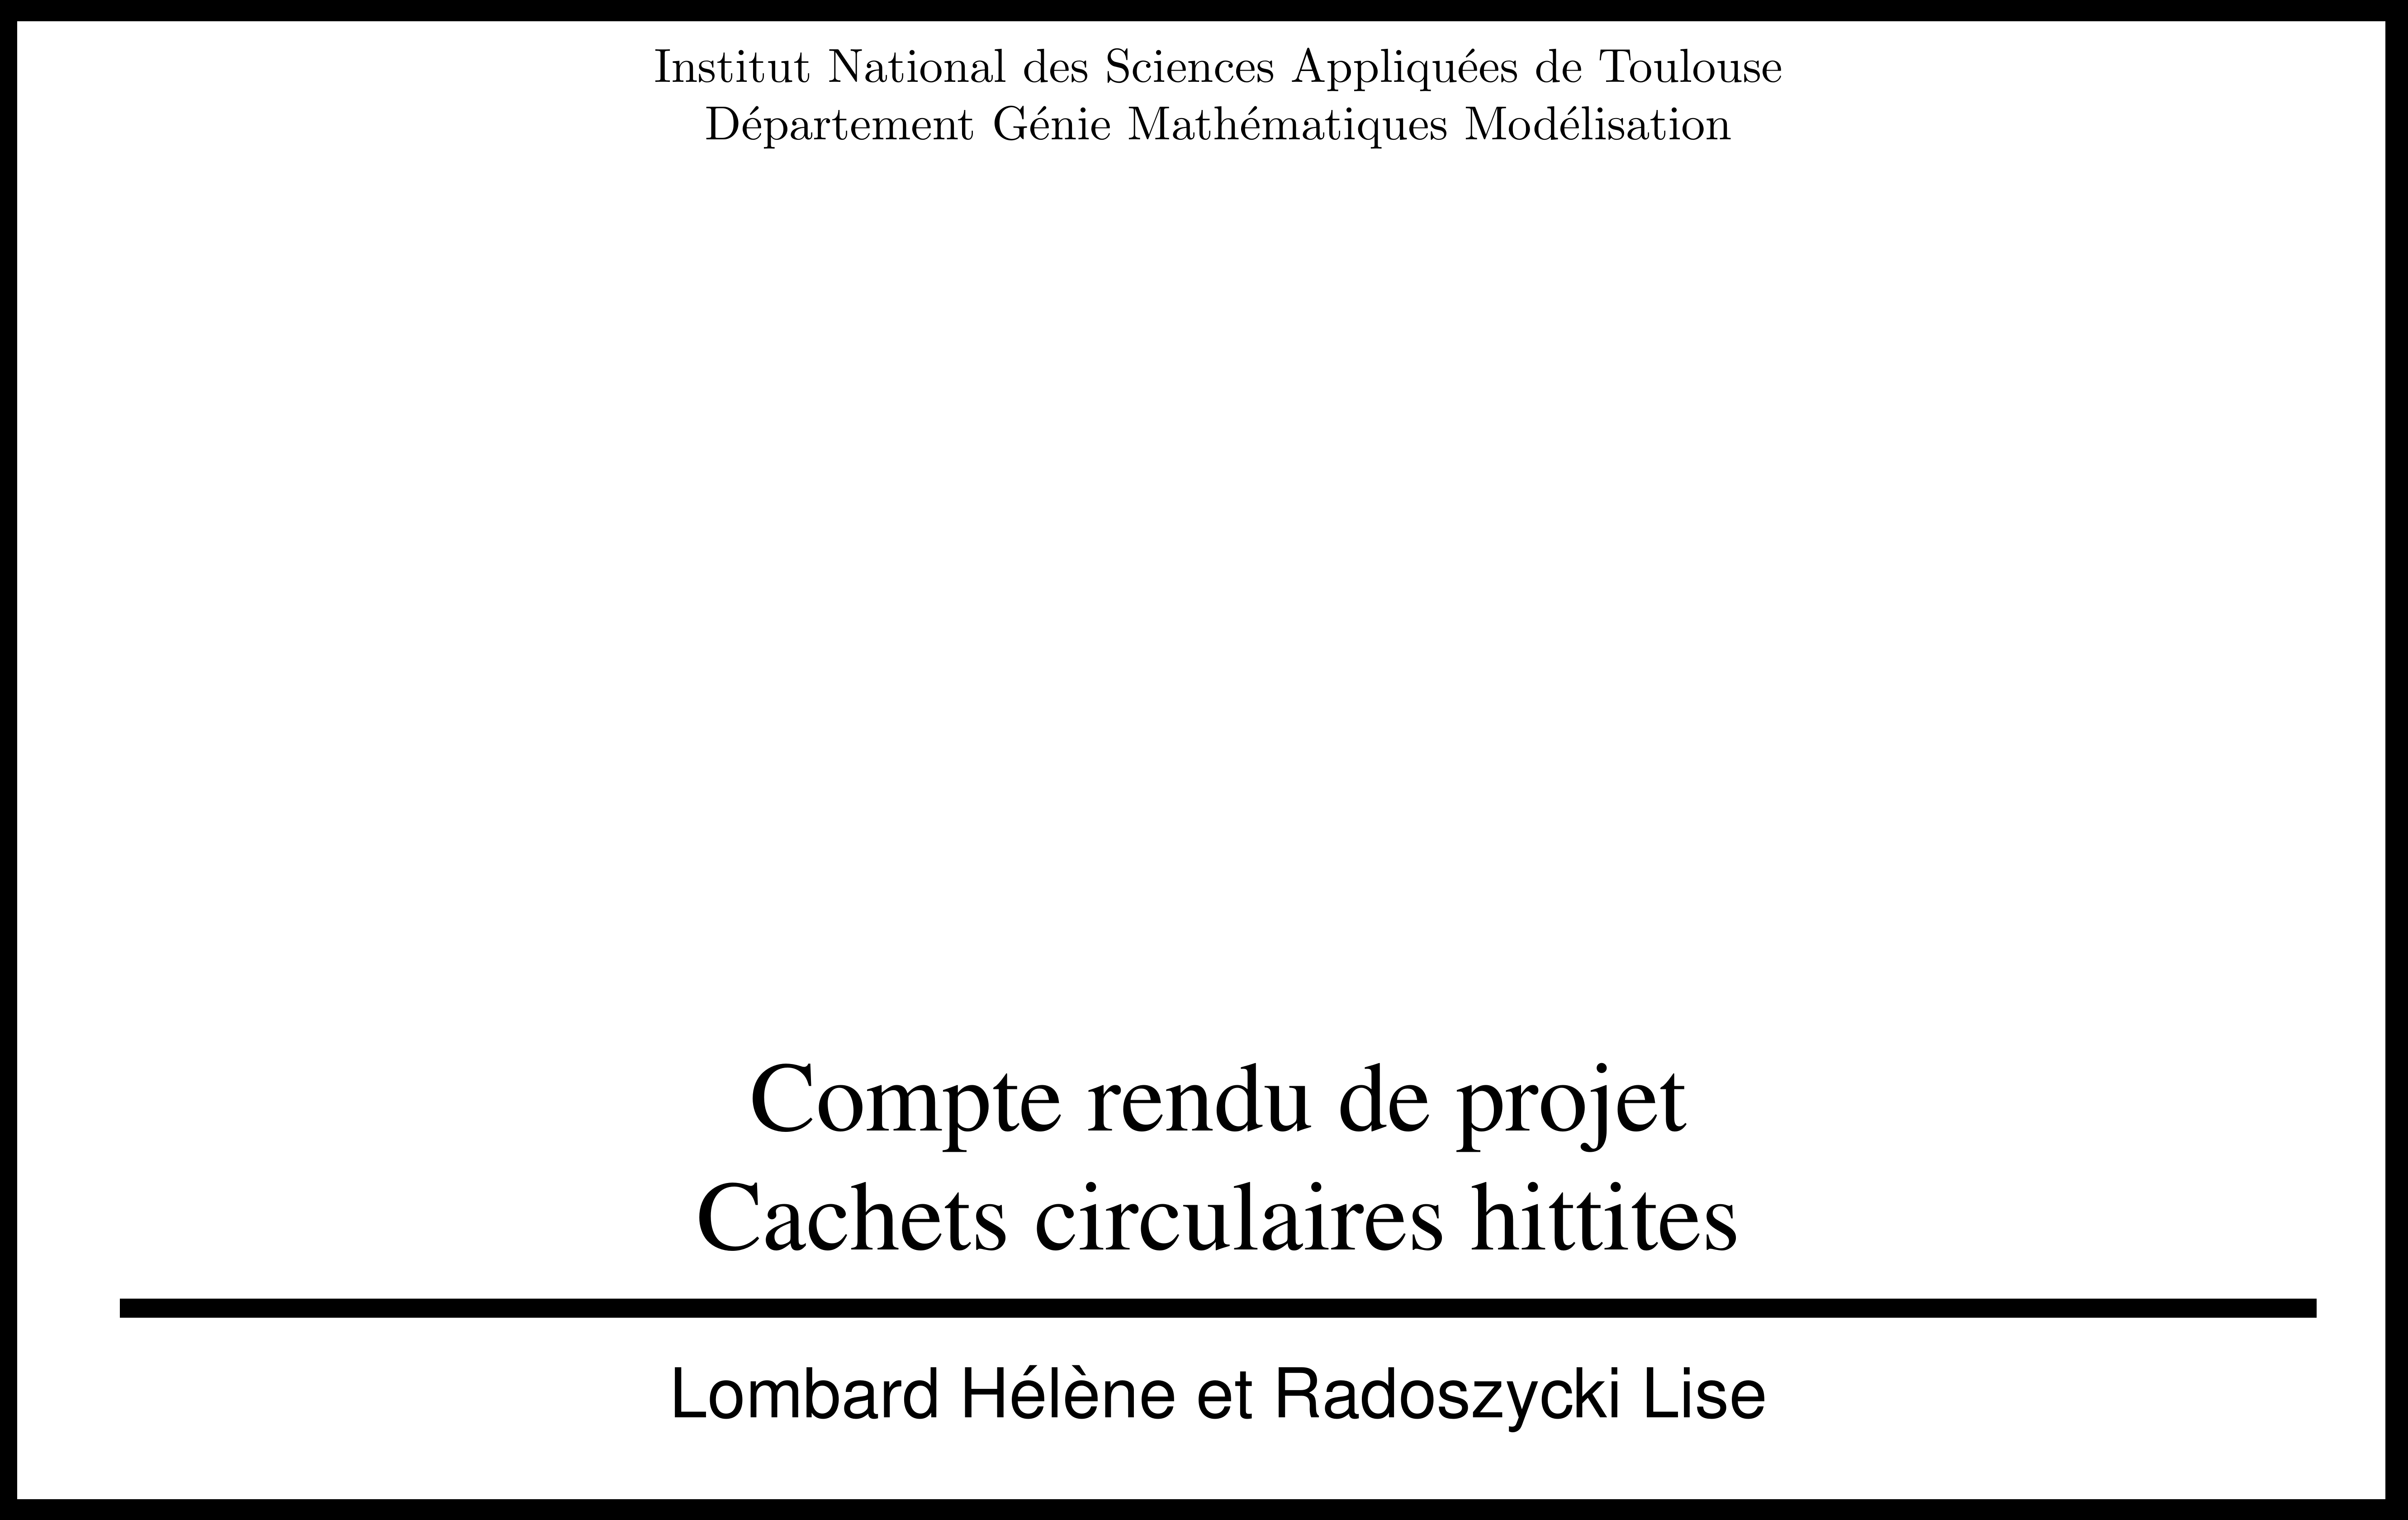 Institut National des Sciences Appliquées de Toulouse
Département Génie Mathématiques Modélisation
Compte rendu de projet
Cachets circulaires hittites
Lombard Hélène et Radoszycki Lise